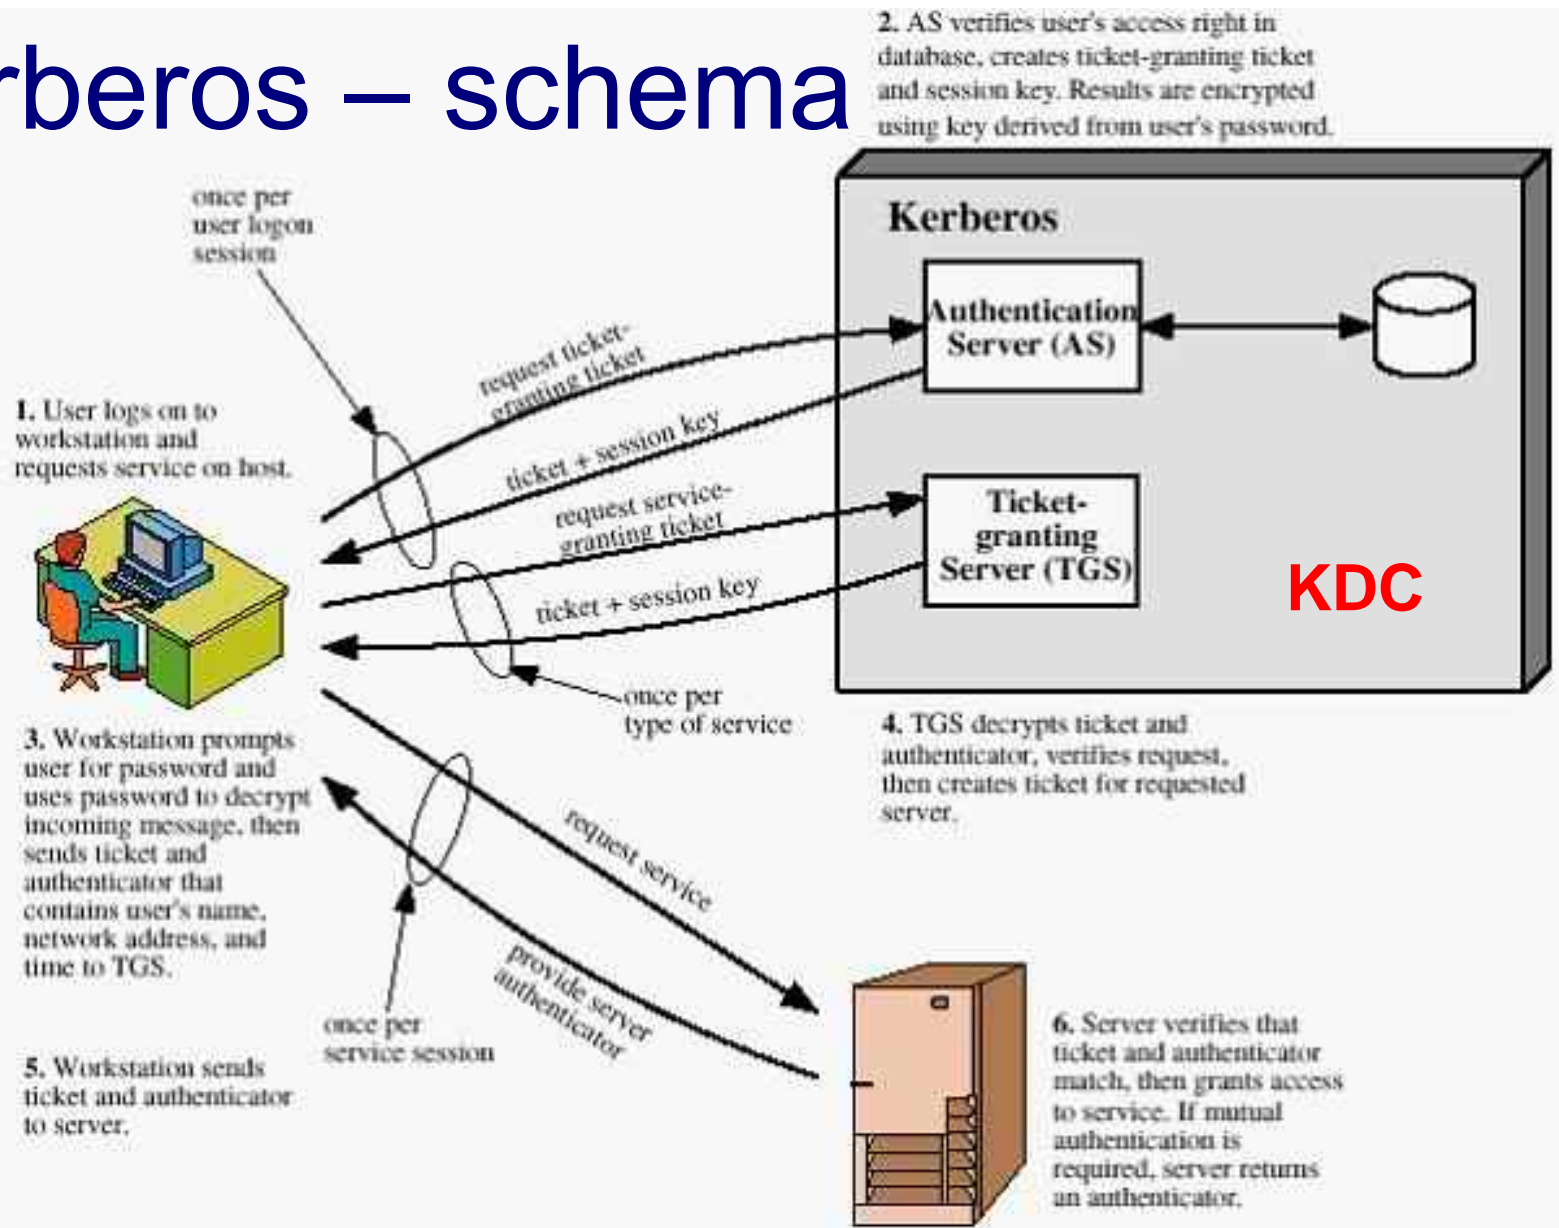 rberos – schema
2. AS verifies user's access right in
database, creates ticket-granting ticket
and session key. Results are encrypted
using key derived from user's password.
once per
user logon
session
Kerberos
Authentication
Server (AS)
request ticket-
granting ticket
1. User logs on to
workstation and
requests service on host.
ticket + session key
request service-
granting ticket
Ticket-
granting
Server (TGS)
KDC
ticket + session key
once per
type of service
3. Workstation prompts
user for password and
uses password to decrypt
incoming message, then
sends ticket and
authenticator that
contains user's name,
network address, and
time to TGS.
4. TGS decrypts ticket and
authenticator, verifies request,
then creates ticket for requested
server.
request service
provide server
authenticator
once per
service session
5. Workstation sends
ticket and authenticator
to server.
6. Server verifies that
ticket and authenticator
match, then grants access
to service. If mutual
authentication is
required, server returns
an authenticator.